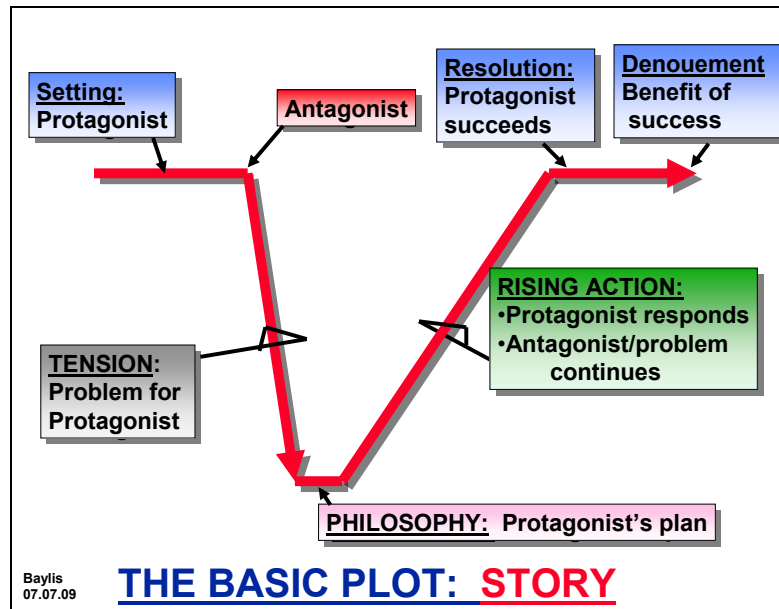 Setting:
Protagonist
Antagonist
Resolution:
Protagonist
succeeds
Denouement
Benefit of
success
TENSION:
Problem for
Protagonist
RISING ACTION:
•Protagonist responds
•Antagonist/problem
continues
PHILOSOPHY: Protagonist's plan
Baylis
07.07.09
THE BASIC PLOT: STORY